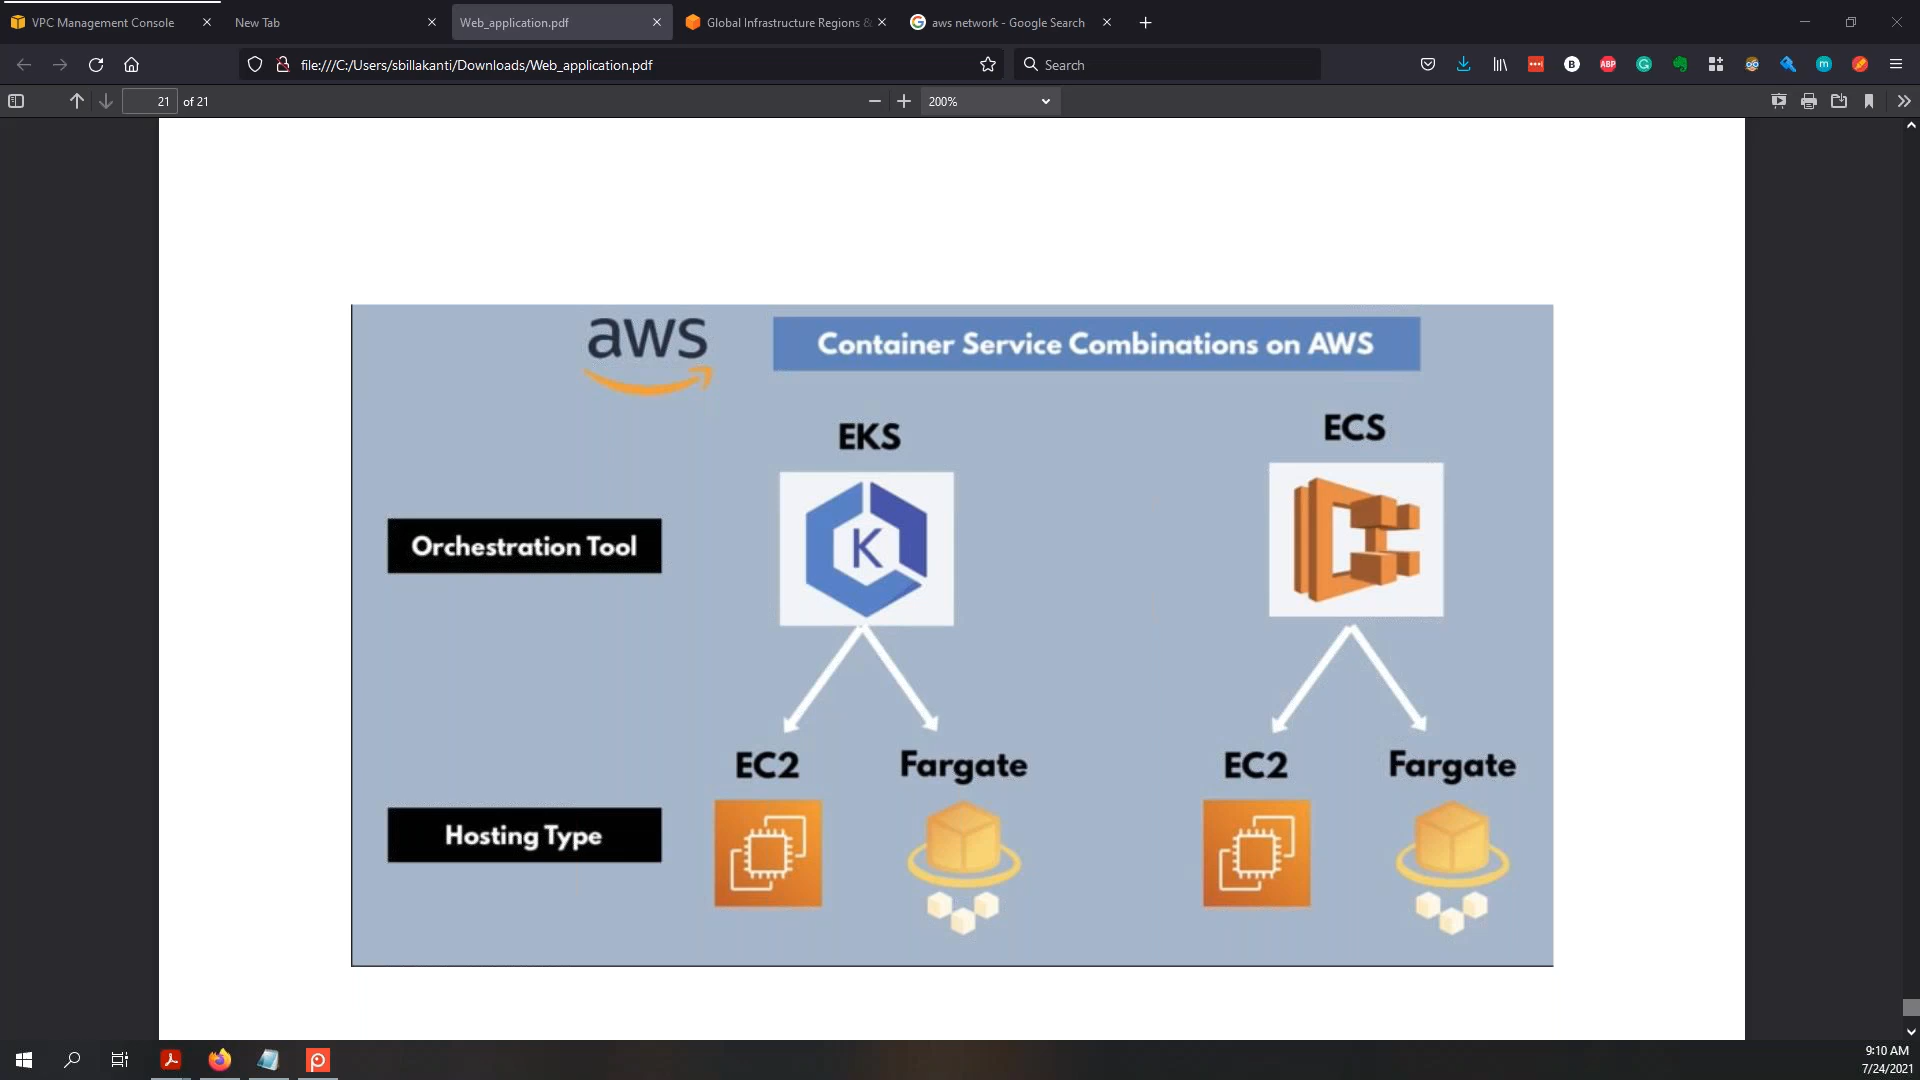 VPC Management Console
New Tab
Web_application.pdf
Global Infrastructure Regions &
aws network - Google Search
file:///C:/Users/sbillakanti/Downloads/Web_application.pdf
Search
B
ABP
G
m
21 of 21
200%
aws
Container Service Combinations on AWS
EKS
ECS
K
Orchestration Tool
EC2
Fargate
EC2
Fargate
Hosting Type
9:10 AM
7/24/2021